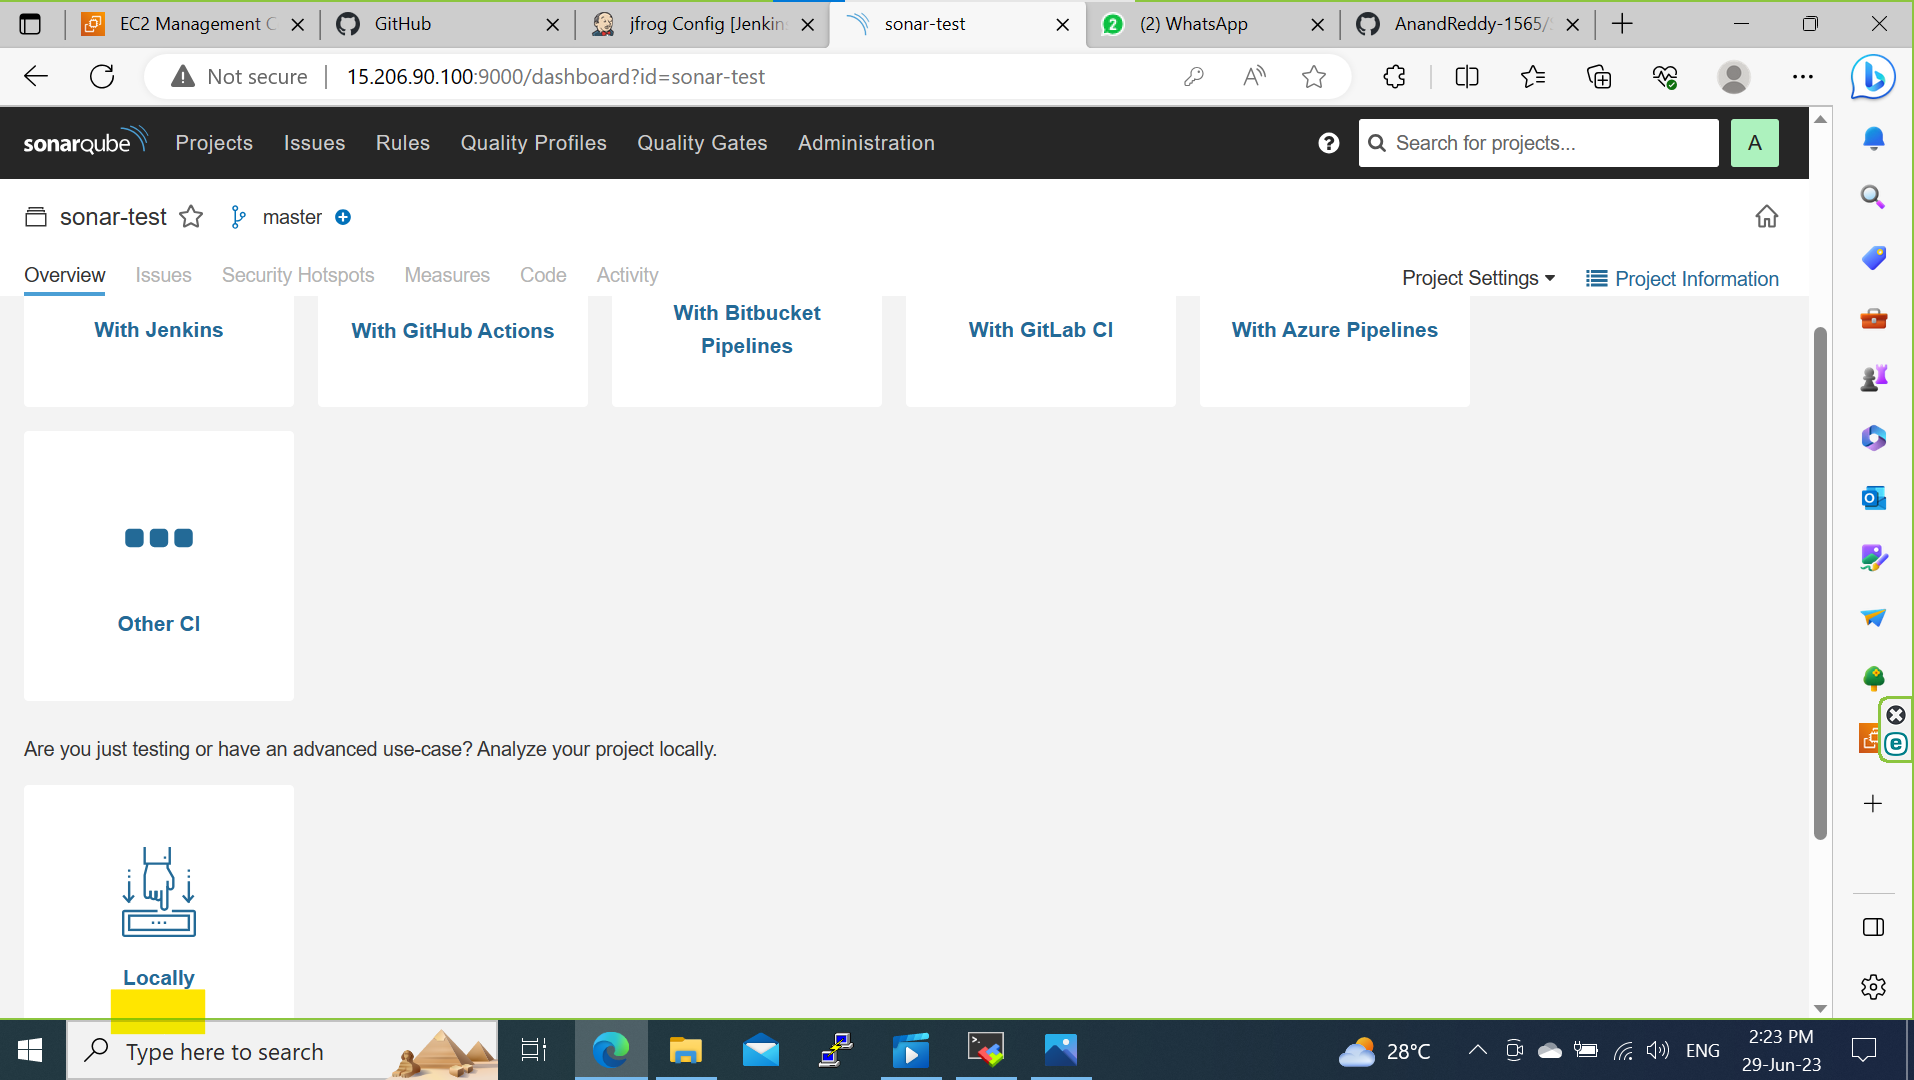 EC2 Management C
GitHub
jfrog Config [Jenkins
sonar-test
2
(2) WhatsApp
AnandReddy-1565/
Not secure
15.206.90.100:9000/dashboard?id=sonar-test
sonarqube
Projects
Issues
Rules
Quality Profiles
Quality Gates
Administration
Search for projects...
A
sonar-test
master
Overview
Issues
Security Hotspots
Measures
Code
Activity
Project Settings
Project Information
With Jenkins
With GitHub Actions
With Bitbucket
Pipelines
With GitLab CI
With Azure Pipelines
Other CI
Are you just testing or have an advanced use-case? Analyze your project locally.
Locally
Type here to search
28°C
ENG
2:23 PM
29-Jun-23